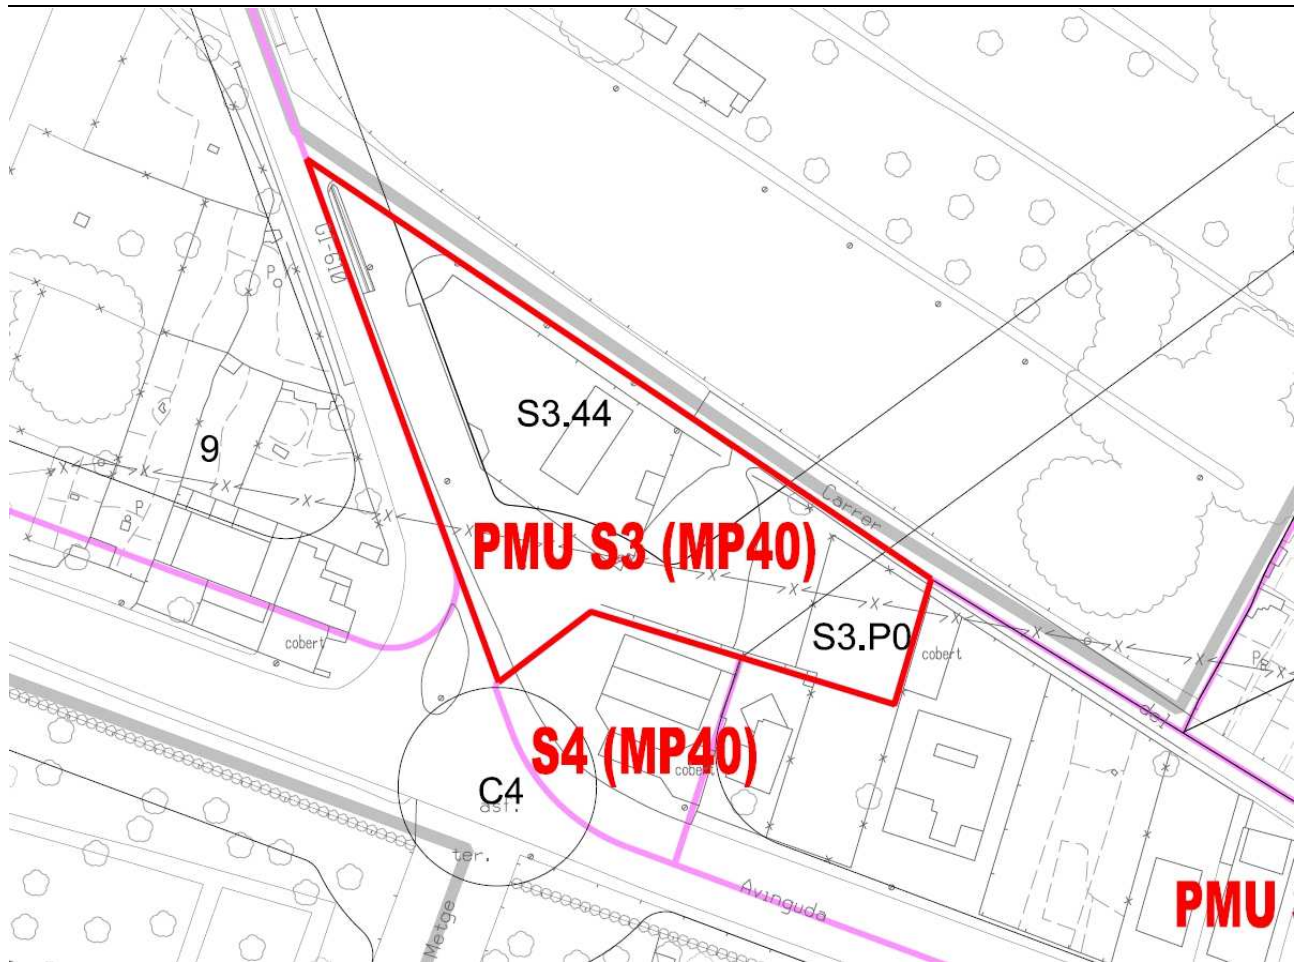 GI-610
S3.44
9
P
P
PMU S3 (MP40)
Carrer
S3.P0
cobert
cobert
P
del
S4 (MP40)
cobert
C4
asf.
ter.
Avinguda
Metge
PMU